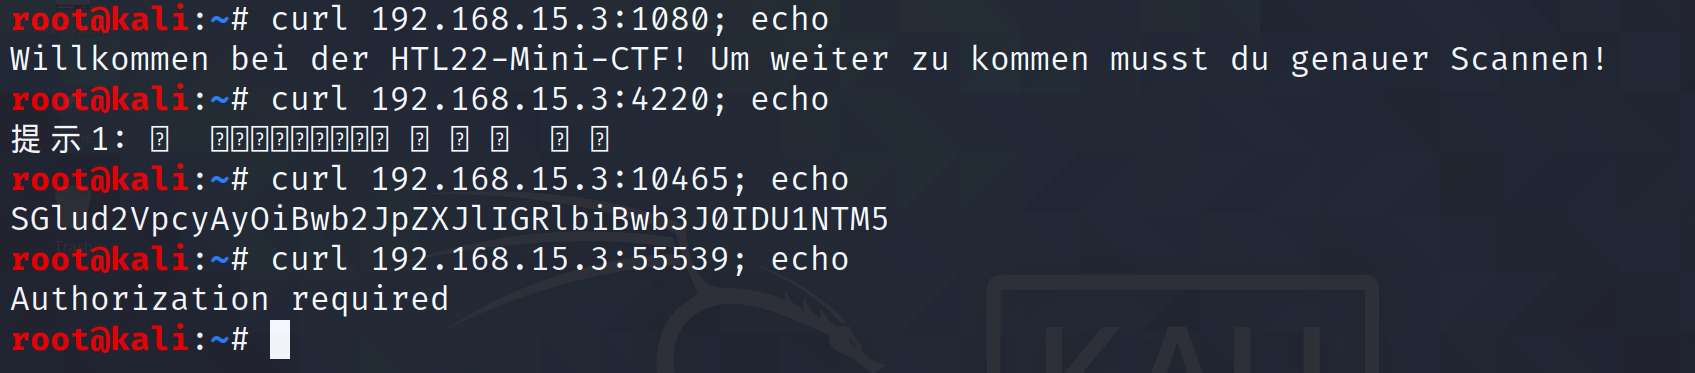 root@kali:~# curl 192.168.15.3:1080; echo
Willkommen bei der HTL22-Mini-CTF! Um weiter zu kommen musst du genauer Scannen!
root@kali:~# curl 192.168.15.3:4220; echo
提示1:
root@kali:~# curl 192.168.15.3:10465; echo
SGlud2VpcyAyOiBwb2JpZXJlIGRlbiBwb3J0IDU1NTM5
root@kali:~# curl 192.168.15.3:55539; echo
Authorization required
root@kali:~#
KALI